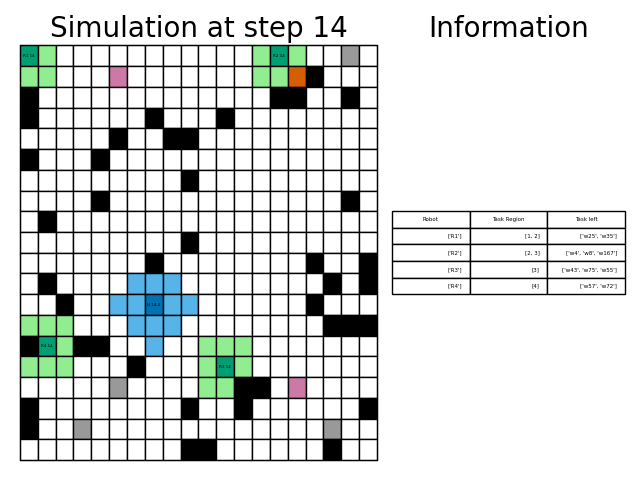 Simulation at step 14
Information
Robot Task Region Task left
['R1'] [1, 2] ['w25', 'w35']
['R2'] [2, 3] ['w4', 'w8', 'w167']
['R3'] [3] ['w43', 'w75', 'w55']
['R4'] [4] ['w57', 'w72']